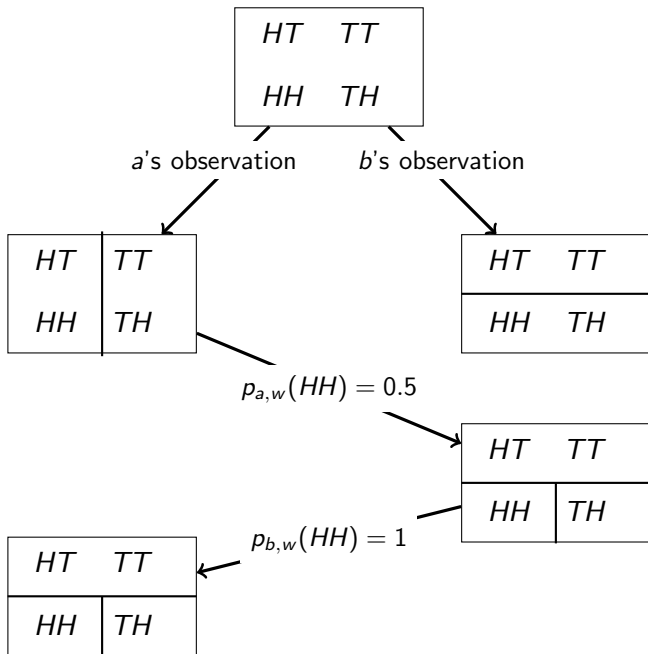 HT TT
HH TH
a's observation b's observation
HT TT HT TT
HH TH HH TH
p_{a,w}(HH) = 0.5
HT TT
HH TH
p_{b,w}(HH) = 1
HT TT
HH TH